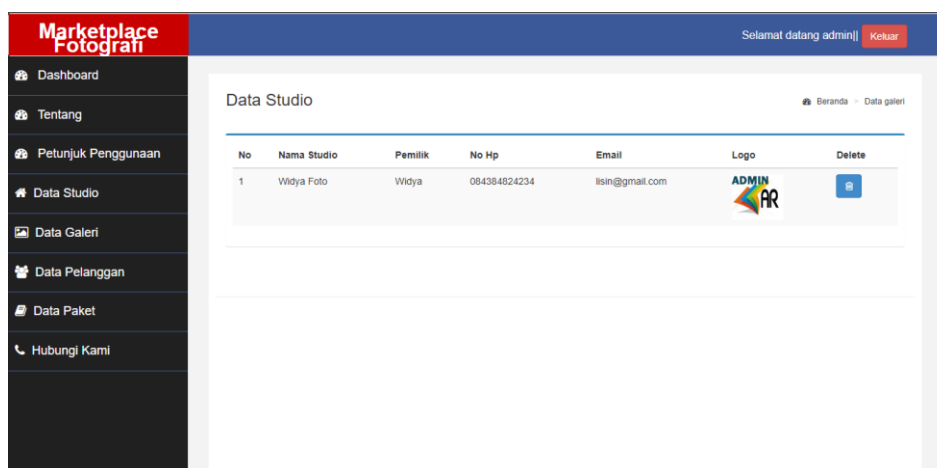 Marketplace
Fotografi
Selamat datang admin|| Keluar
Dashboard
Tentang
Petunjuk Penggunaan
Data Studio
Data Galeri
Data Pelanggan
Data Paket
Hubungi Kami
Data Studio
Beranda > Data galeri
No Nama Studio Pemilik No Hp Email Logo Delete
1 Widya Foto Widya 084384824234 lisin@gmail.com ADMIN AR